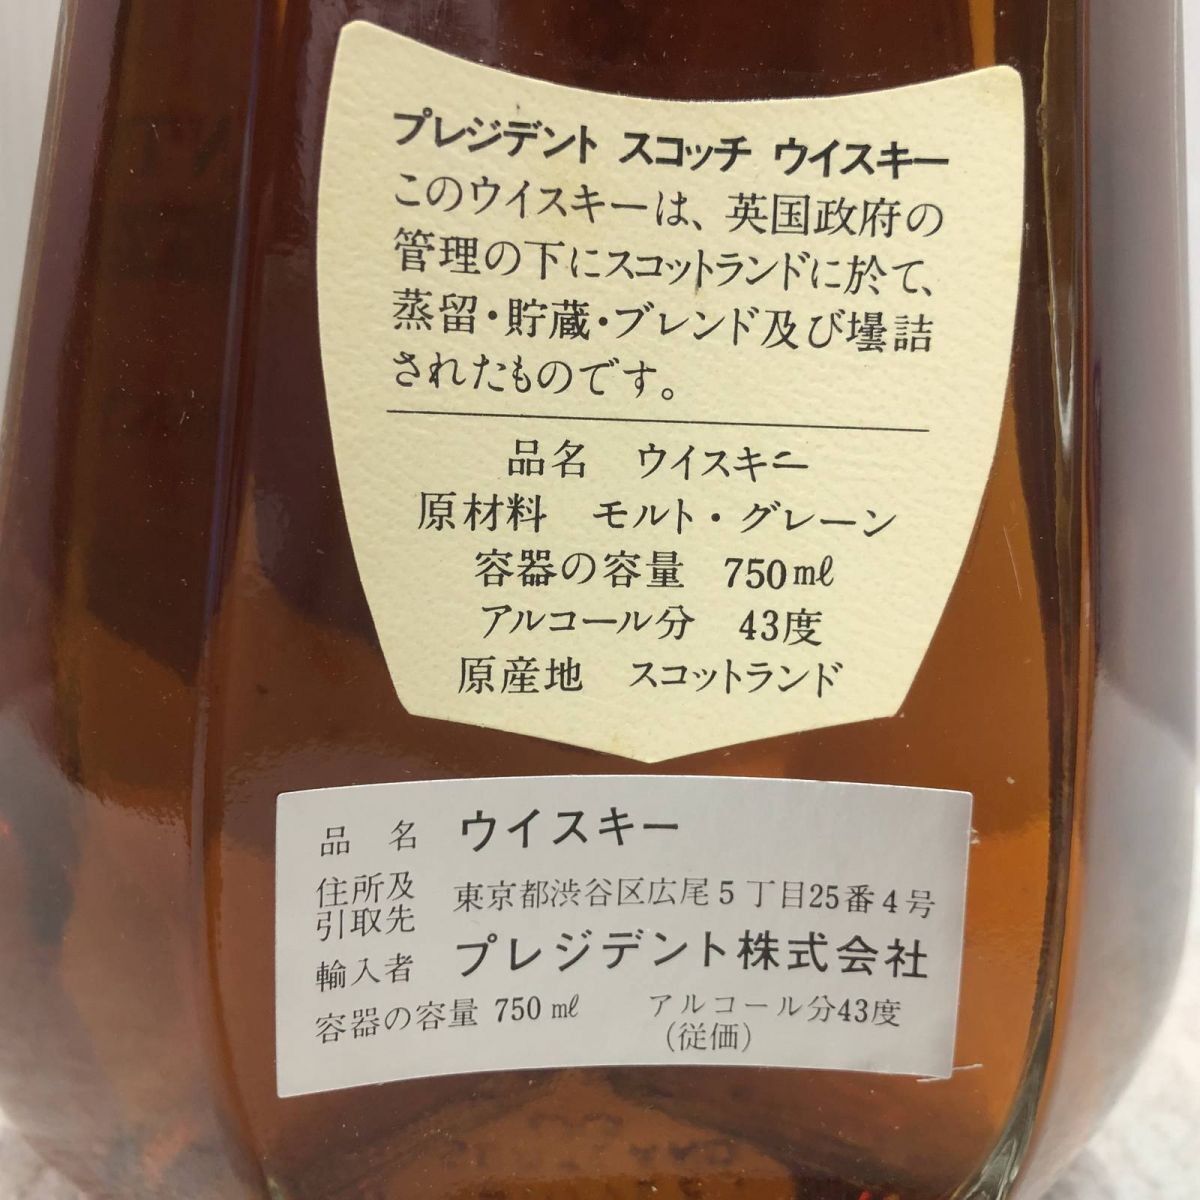 プレジデント スコッチ ウイスキー
このウイスキーは、英国政府の
管理の下にスコットランドに於て、
蒸留・貯蔵・ブレンド及び壜詰
されたものです。
品名 ウイスキー
原材料 モルト・グレーン
容器の容量 750㎖
アルコール分 43度
原産地 スコットランド
品名 ウイスキー
住所及
引取先 東京都渋谷区広尾5丁目25番4号
輸入者 プレジデント株式会社
容器の容量 750㎖ アルコール分43度
(従価)